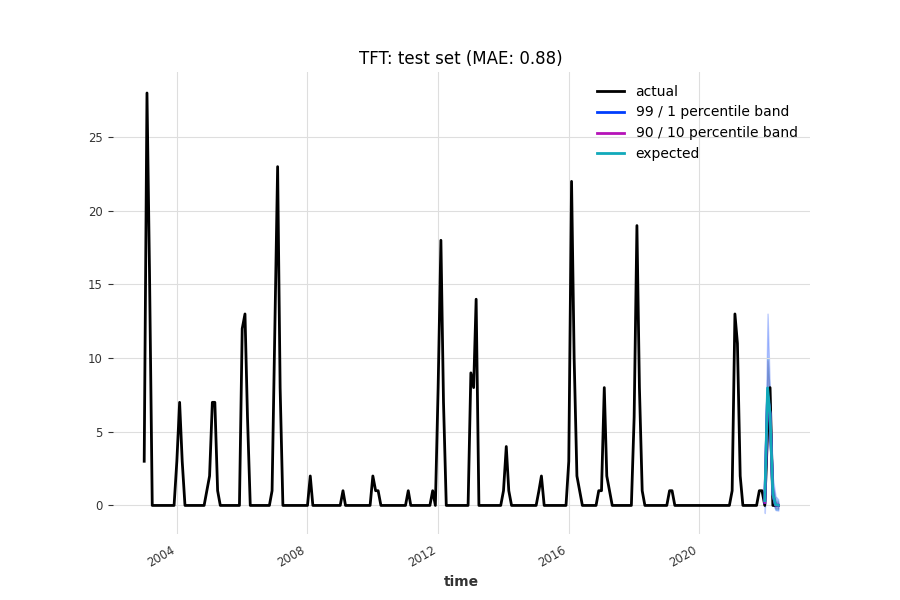 TFT: test set (MAE: 0.88)
actual
99 / 1 percentile band
90 / 10 percentile band
expected
25
20
15
10
5
0
2004
2008
2012
2016
2020
time